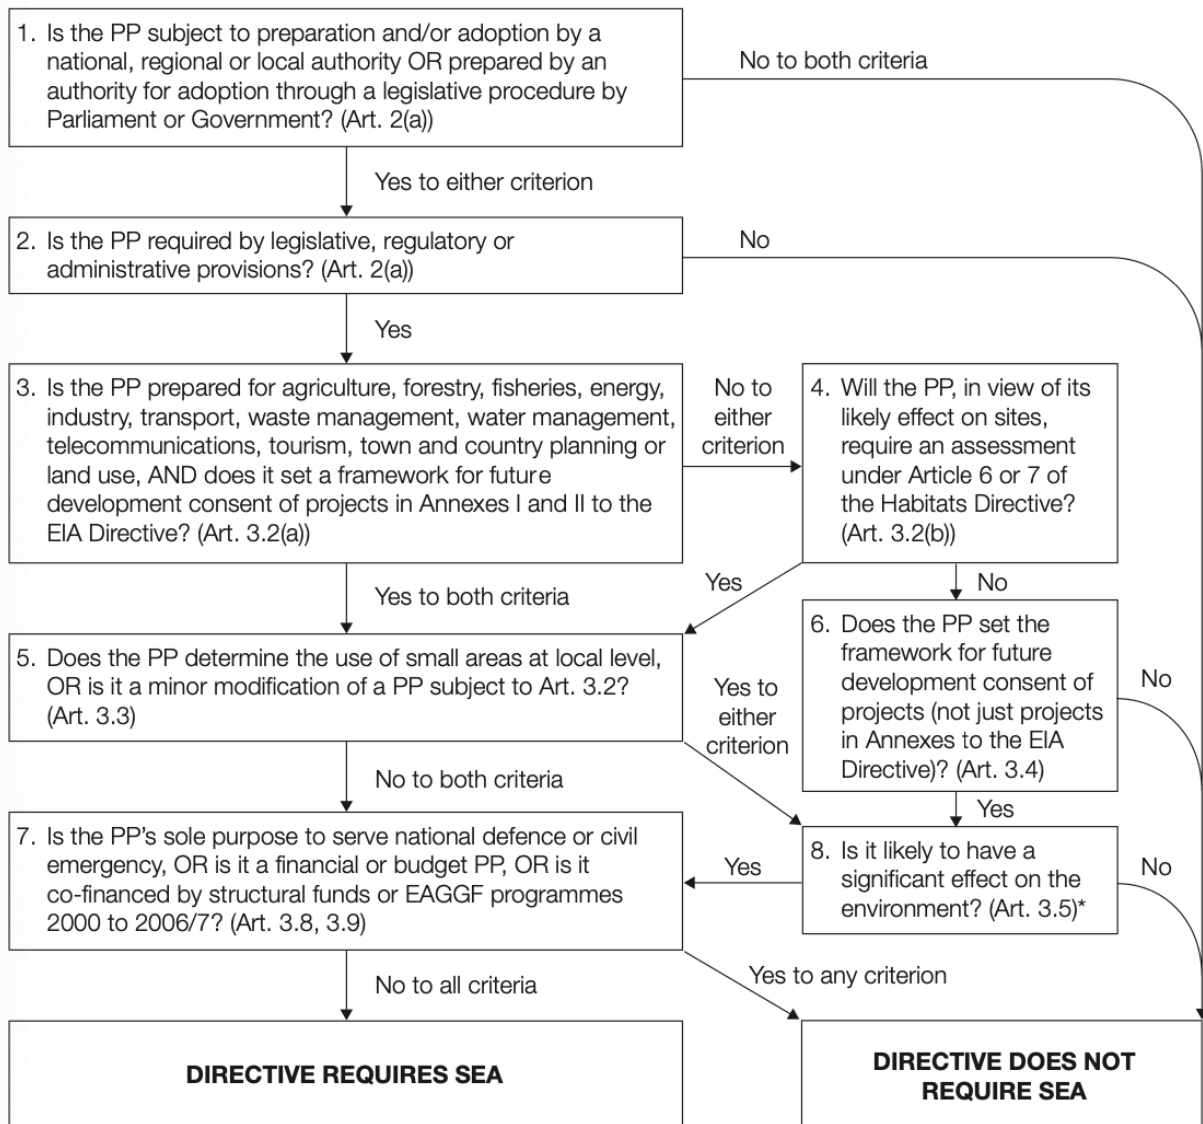 1. Is the PP subject to preparation and/or adoption by a
national, regional or local authority OR prepared by an
authority for adoption through a legislative procedure by
Parliament or Government? (Art. 2(a))
No to both criteria
Yes to either criterion
2. Is the PP required by legislative, regulatory or
administrative provisions? (Art. 2(a))
No
Yes
3. Is the PP prepared for agriculture, forestry, fisheries, energy,
industry, transport, waste management, water management,
telecommunications, tourism, town and country planning or
land use, AND does it set a framework for future
development consent of projects in Annexes I and II to the
EIA Directive? (Art. 3.2(a))
No to
either
criterion
4. Will the PP, in view of its
likely effect on sites,
require an assessment
under Article 6 or 7 of
the Habitats Directive?
(Art. 3.2(b))
Yes to both criteria
Yes
No
5. Does the PP determine the use of small areas at local level,
OR is it a minor modification of a PP subject to Art. 3.2?
(Art. 3.3)
Yes to
either
criterion
6. Does the PP set the
framework for future
development consent of
projects (not just projects
in Annexes to the EIA
Directive)? (Art. 3.4)
No
No to both criteria
Yes
7. Is the PP's sole purpose to serve national defence or civil
emergency, OR is it a financial or budget PP, OR is it
co-financed by structural funds or EAGGF programmes
2000 to 2006/7? (Art. 3.8, 3.9)
Yes
8. Is it likely to have a
significant effect on the
environment? (Art. 3.5)*
No
No to all criteria
Yes to any criterion
DIRECTIVE REQUIRES SEA
DIRECTIVE DOES NOT
REQUIRE SEA